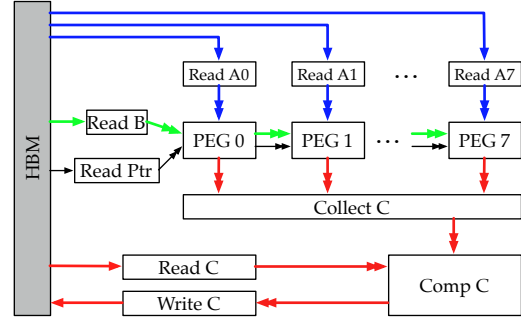 HBM
Read A0
Read A1
...
Read A7
Read B
PEG 0
PEG 1
...
PEG 7
Read Ptr
Collect C
Read C
Comp C
Write C